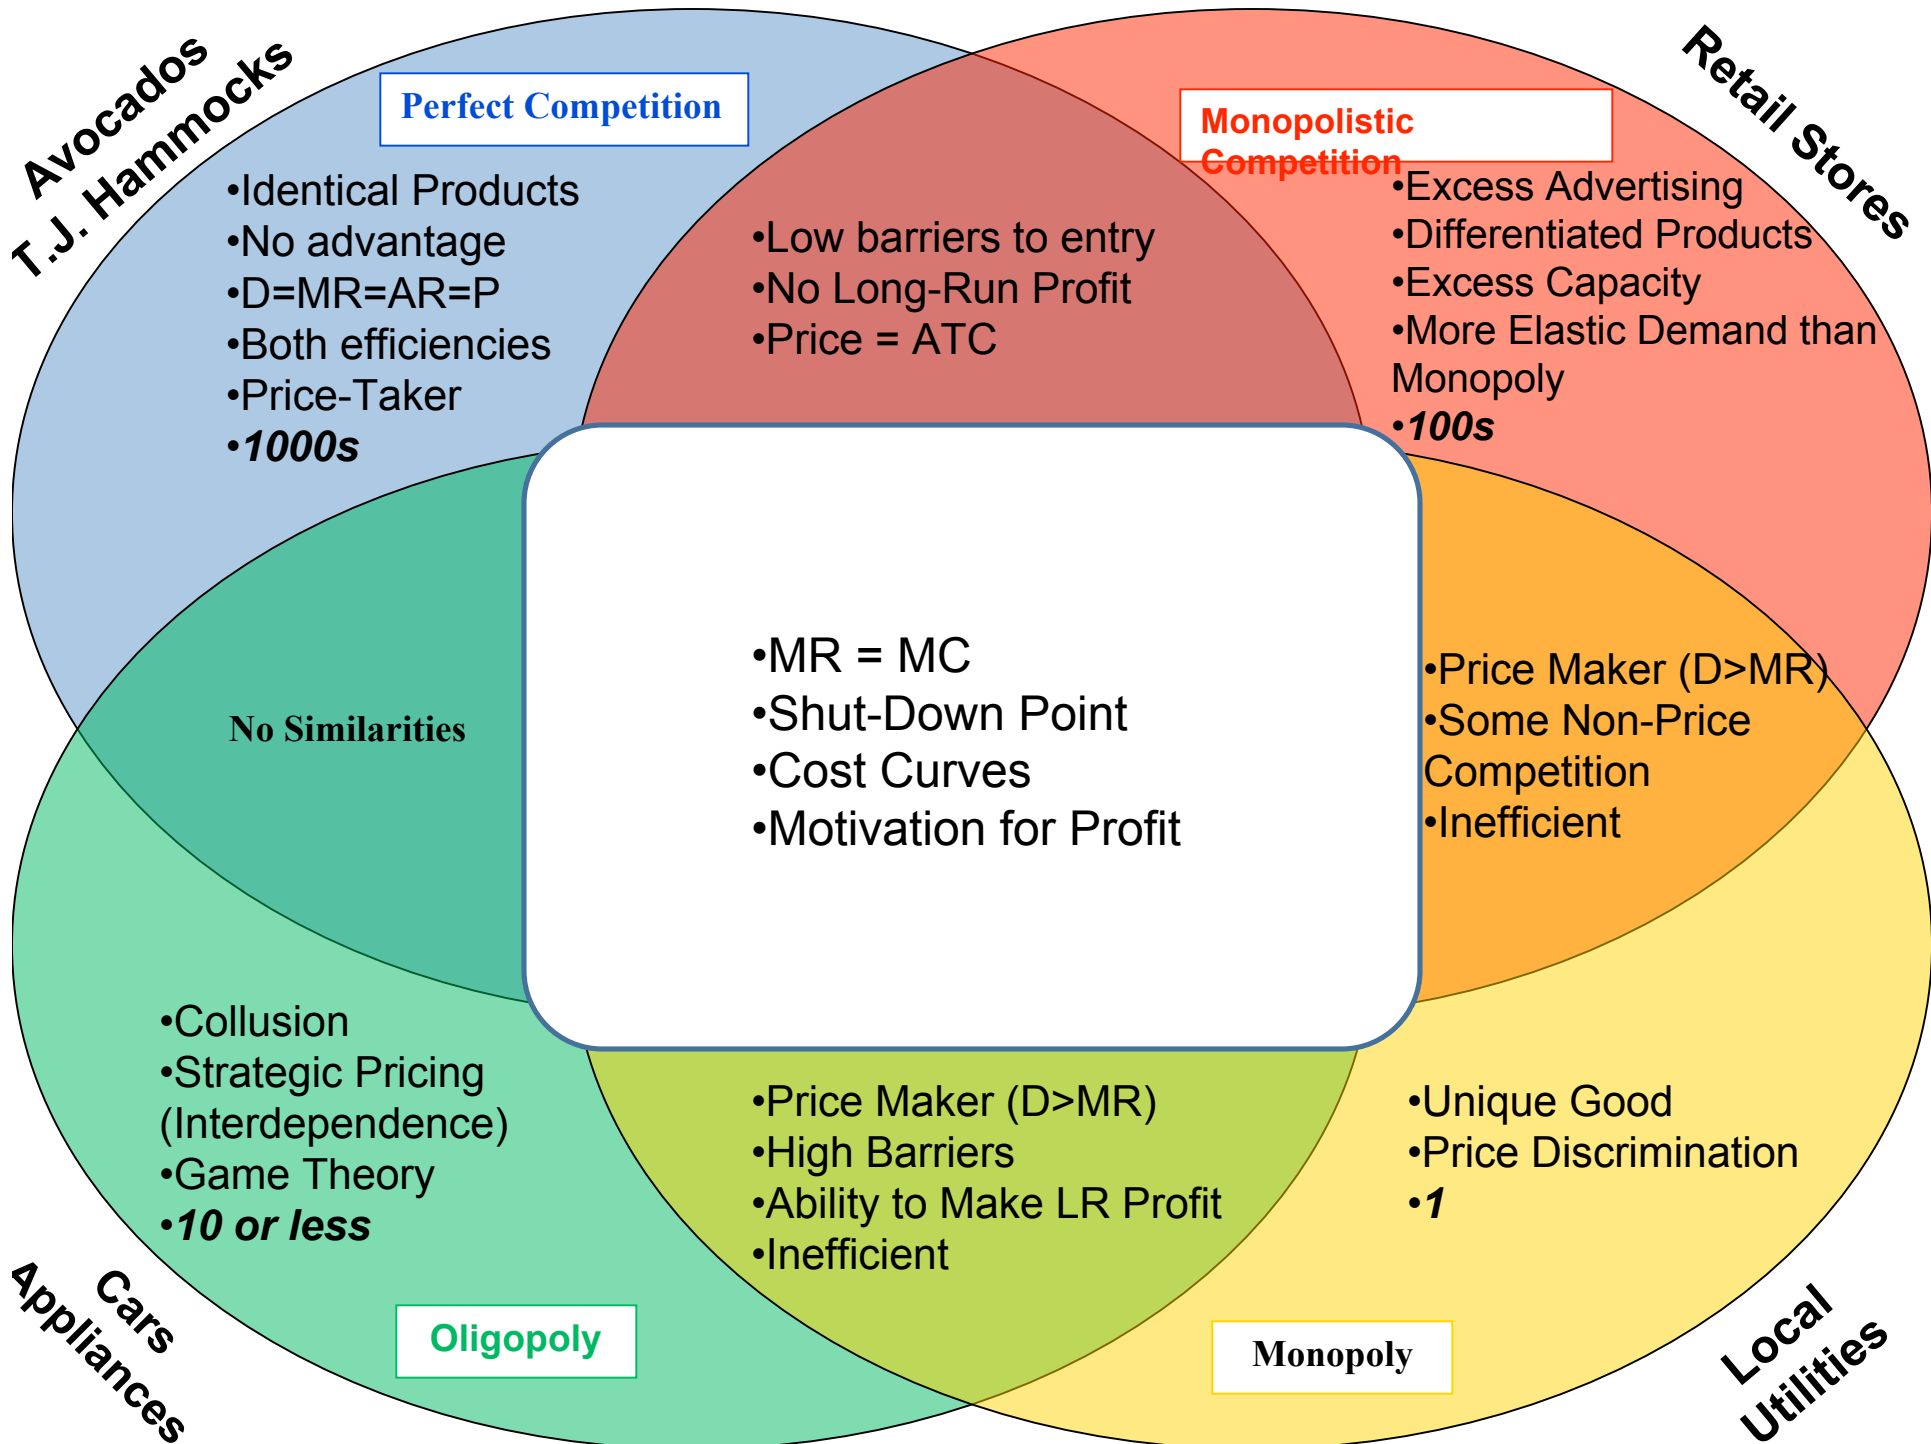 Avocados
T.J. Hammocks
Perfect Competition
•Identical Products
•No advantage
•D=MR=AR=P
•Both efficiencies
•Price-Taker
•1000s
•Low barriers to entry
•No Long-Run Profit
•Price = ATC
Monopolistic
Competition
•Excess Advertising
•Differentiated Products
•Excess Capacity
•More Elastic Demand than
Monopoly
•100s
Retail Stores
No Similarities
•MR = MC
•Shut-Down Point
•Cost Curves
•Motivation for Profit
•Price Maker (D>MR)
•Some Non-Price
Competition
•Inefficient
•Collusion
•Strategic Pricing
(Interdependence)
•Game Theory
•10 or less
Oligopoly
Cars
Appliances
•Price Maker (D>MR)
•High Barriers
•Ability to Make LR Profit
•Inefficient
•Unique Good
•Price Discrimination
•1
Monopoly
Local
Utilities